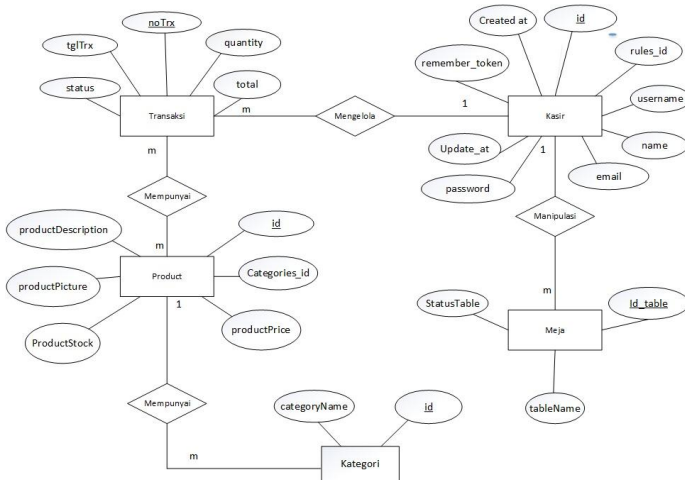 noTrx
Created at
id
tglTrx
quantity
rules_id
remember_token
status
total
username
Transaksi
m
Mengelola
1
Kasir
m
Update_at
1
name
password
email
Mempunyai
Manipulasi
productDescription
m
id
Product
Categories_id
productPicture
1
m
StatusTable
Id_table
ProductStock
productPrice
Meja
Mempunyai
categoryName
id
tableName
m
Kategori